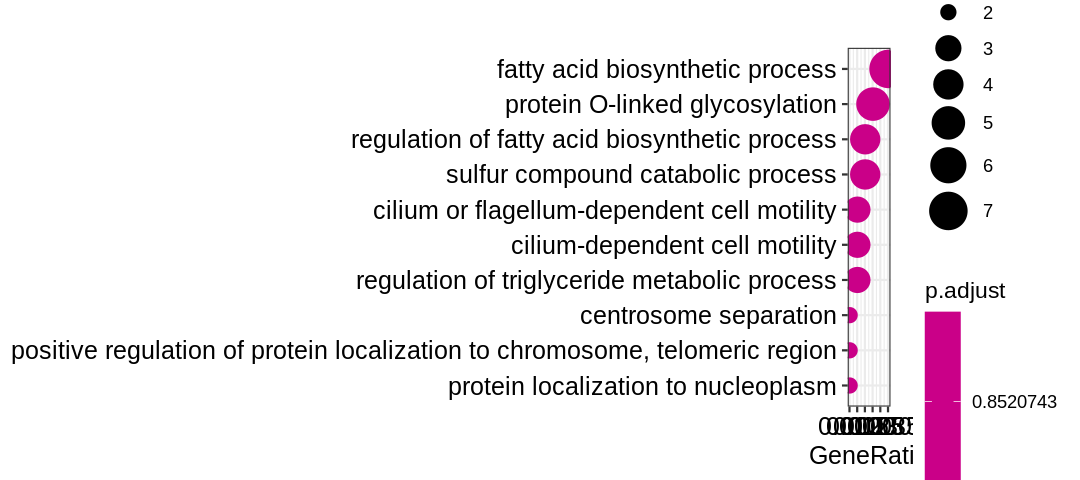 2
3
fatty acid biosynthetic process
4
protein O-linked glycosylation
5
regulation of fatty acid biosynthetic process
6
sulfur compound catabolic process
7
cilium or flagellum-dependent cell motility
cilium-dependent cell motility
regulation of triglyceride metabolic process
p.adjust
centrosome separation
positive regulation of protein localization to chromosome, telomeric region
protein localization to nucleoplasm
0.8520743
GeneRati